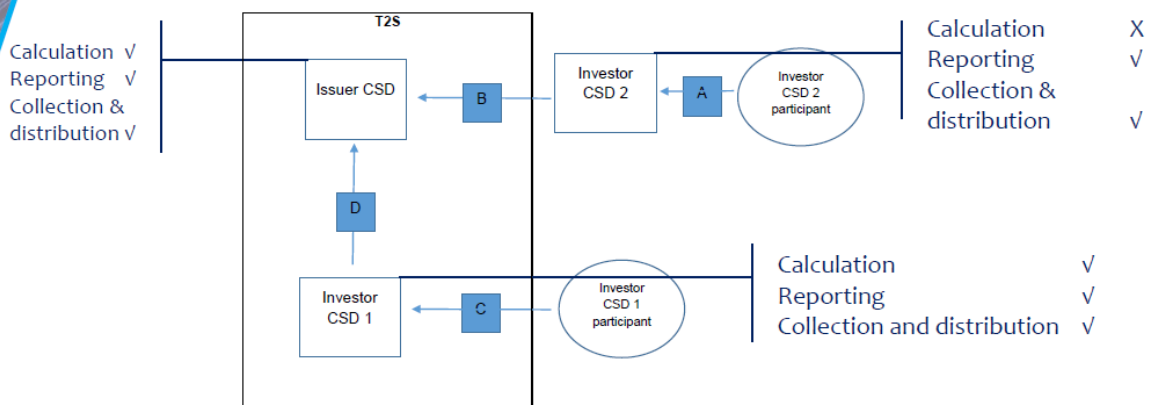 T2S
Calculation √
Reporting √
Collection &
distribution √
Issuer CSD
B
Investor
CSD 2
A
Investor
CSD 2
participant
Calculation X
Reporting √
Collection &
distribution √
D
Investor
CSD 1
C
Investor
CSD 1
participant
Calculation √
Reporting √
Collection and distribution √